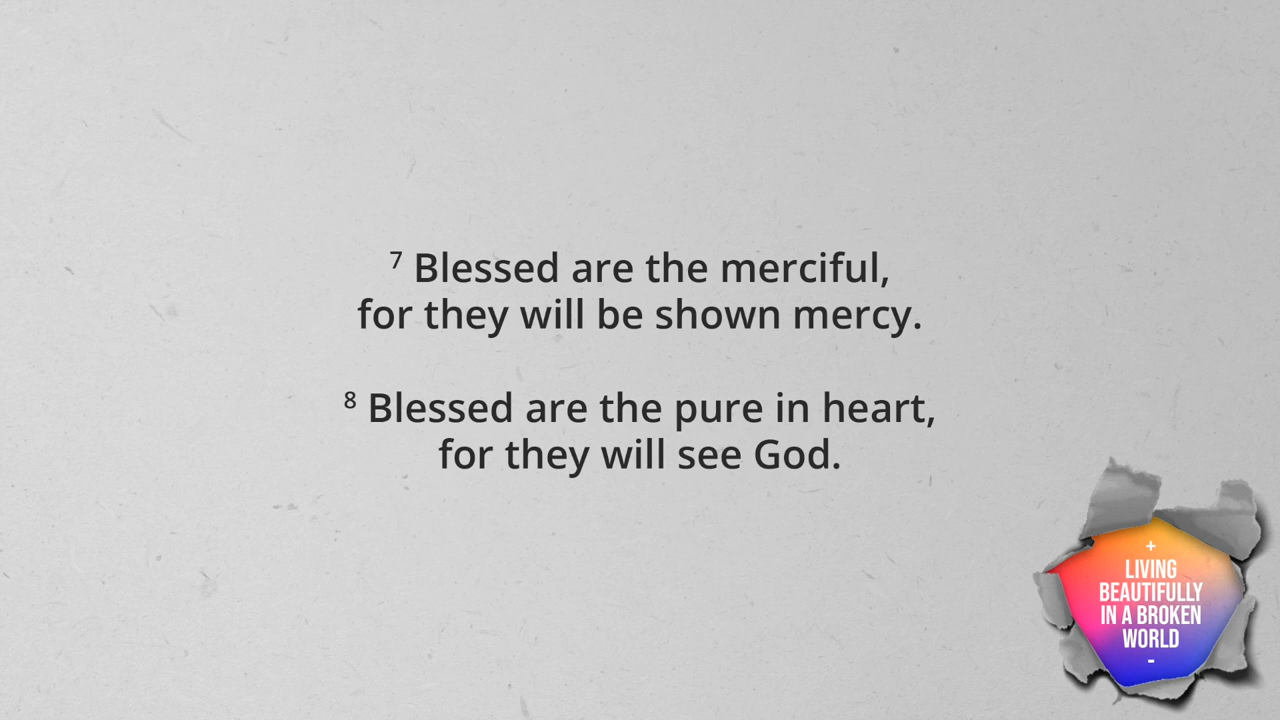 ⁷ Blessed are the merciful,
for they will be shown mercy.
⁸ Blessed are the pure in heart,
for they will see God.
+
LIVING
BEAUTIFULLY
IN A BROKEN
WORLD
-